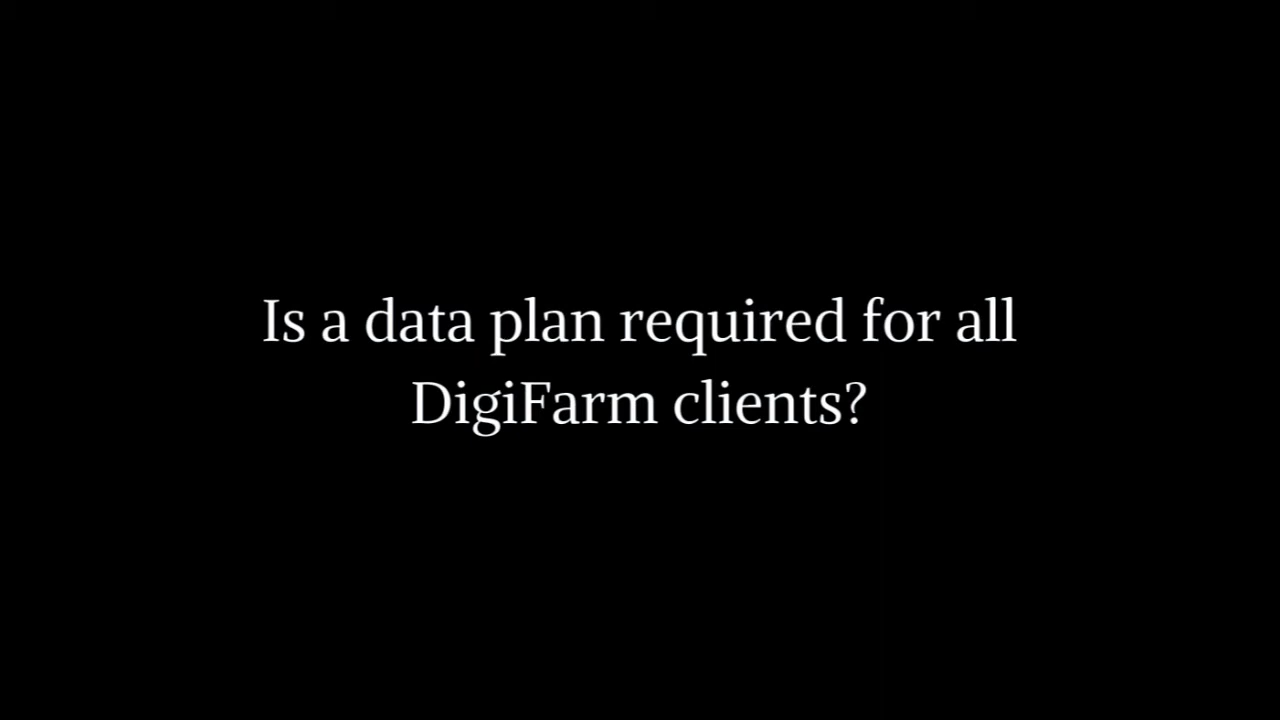 Is a data plan required for all
DigiFarm clients?